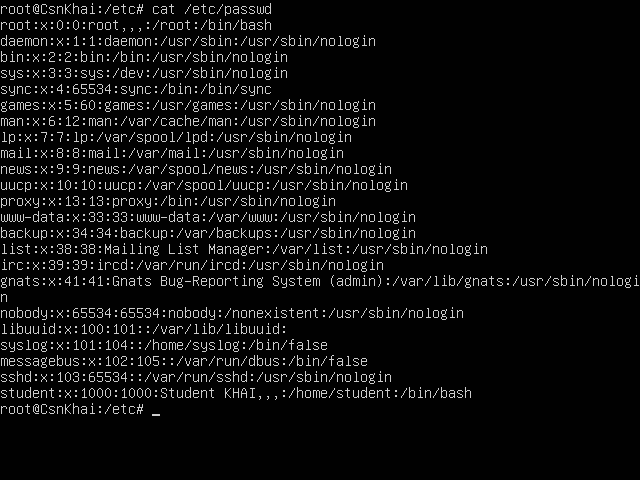 root@CsnKhai:/etc# cat /etc/passwd
root:x:0:0:root,,,:/root:/bin/bash
daemon:x:1:1:daemon:/usr/sbin:/usr/sbin/nologin
bin:x:2:2:bin:/bin:/usr/sbin/nologin
sys:x:3:3:sys:/dev:/usr/sbin/nologin
sync:x:4:65534:sync:/bin:/bin/sync
games:x:5:60:games:/usr/games:/usr/sbin/nologin
man:x:6:12:man:/var/cache/man:/usr/sbin/nologin
lp:x:7:7:lp:/var/spool/lpd:/usr/sbin/nologin
mail:x:8:8:mail:/var/mail:/usr/sbin/nologin
news:x:9:9:news:/var/spool/news:/usr/sbin/nologin
uucp:x:10:10:uucp:/var/spool/uucp:/usr/sbin/nologin
proxy:x:13:13:proxy:/bin:/usr/sbin/nologin
www-data:x:33:33:www-data:/var/www:/usr/sbin/nologin
backup:x:34:34:backup:/var/backups:/usr/sbin/nologin
list:x:38:38:Mailing List Manager:/var/list:/usr/sbin/nologin
irc:x:39:39:ircd:/var/run/ircd:/usr/sbin/nologin
gnats:x:41:41:Gnats Bug-Reporting System (admin):/var/lib/gnats:/usr/sbin/nologi
n
nobody:x:65534:65534:nobody:/nonexistent:/usr/sbin/nologin
libuuid:x:100:101::/var/lib/libuuid:
syslog:x:101:104::/home/syslog:/bin/false
messagebus:x:102:105::/var/run/dbus:/bin/false
sshd:x:103:65534::/var/run/sshd:/usr/sbin/nologin
student:x:1000:1000:Student KHAI,,,:/home/student:/bin/bash
root@CsnKhai:/etc# _